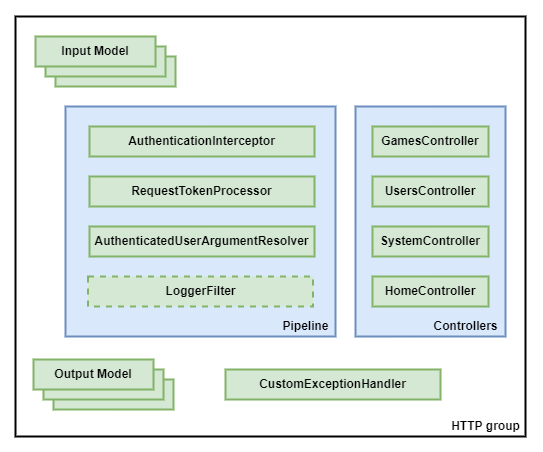 Input Model
AuthenticationInterceptor
RequestTokenProcessor
AuthenticatedUserArgumentResolver
LoggerFilter
Pipeline
GamesController
UsersController
SystemController
HomeController
Controllers
Output Model
CustomExceptionHandler
HTTP group